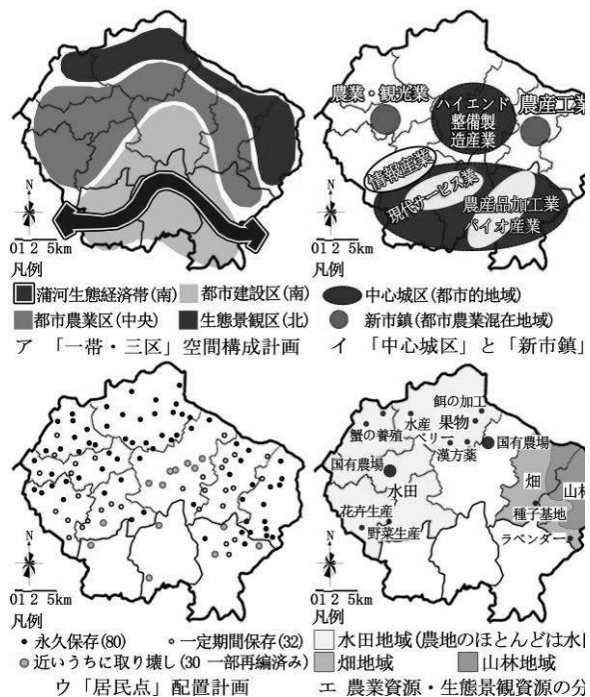 農業・観光業
ハイエンド
整備製
造産業
農産工業
情報産業
現代サービス業
農産品加工業
バイオ産業
N
N
01 2 5km
01 2 5km
凡例
蒲河生態経済帯(南)
都市建設区(南)
都市農業区(中央)
生態景観区(北)
中心城区(都市的地域)
新市鎮(都市農業混在地域)
ア 「一帯・三区」空間構成計画
イ 「中心城区」と「新市鎮」
餌の加工
水産
果物
蟹の養殖
ベリー
漢方薬
国有農場
国有農場
畑
山林
水田
種子基地
花卉生産
野菜生産
ラベンダー
N
N
01 2 5km
01 2 5km
凡例
凡例
永久保存(80)
一定期間保存(32)
近いうちに取り壊し(30 一部再編済み)
水田地域(農地のほとんどは水田
畑地域
山林地域
ウ 「居民点」配置計画
エ 農業資源・生態景観資源の分